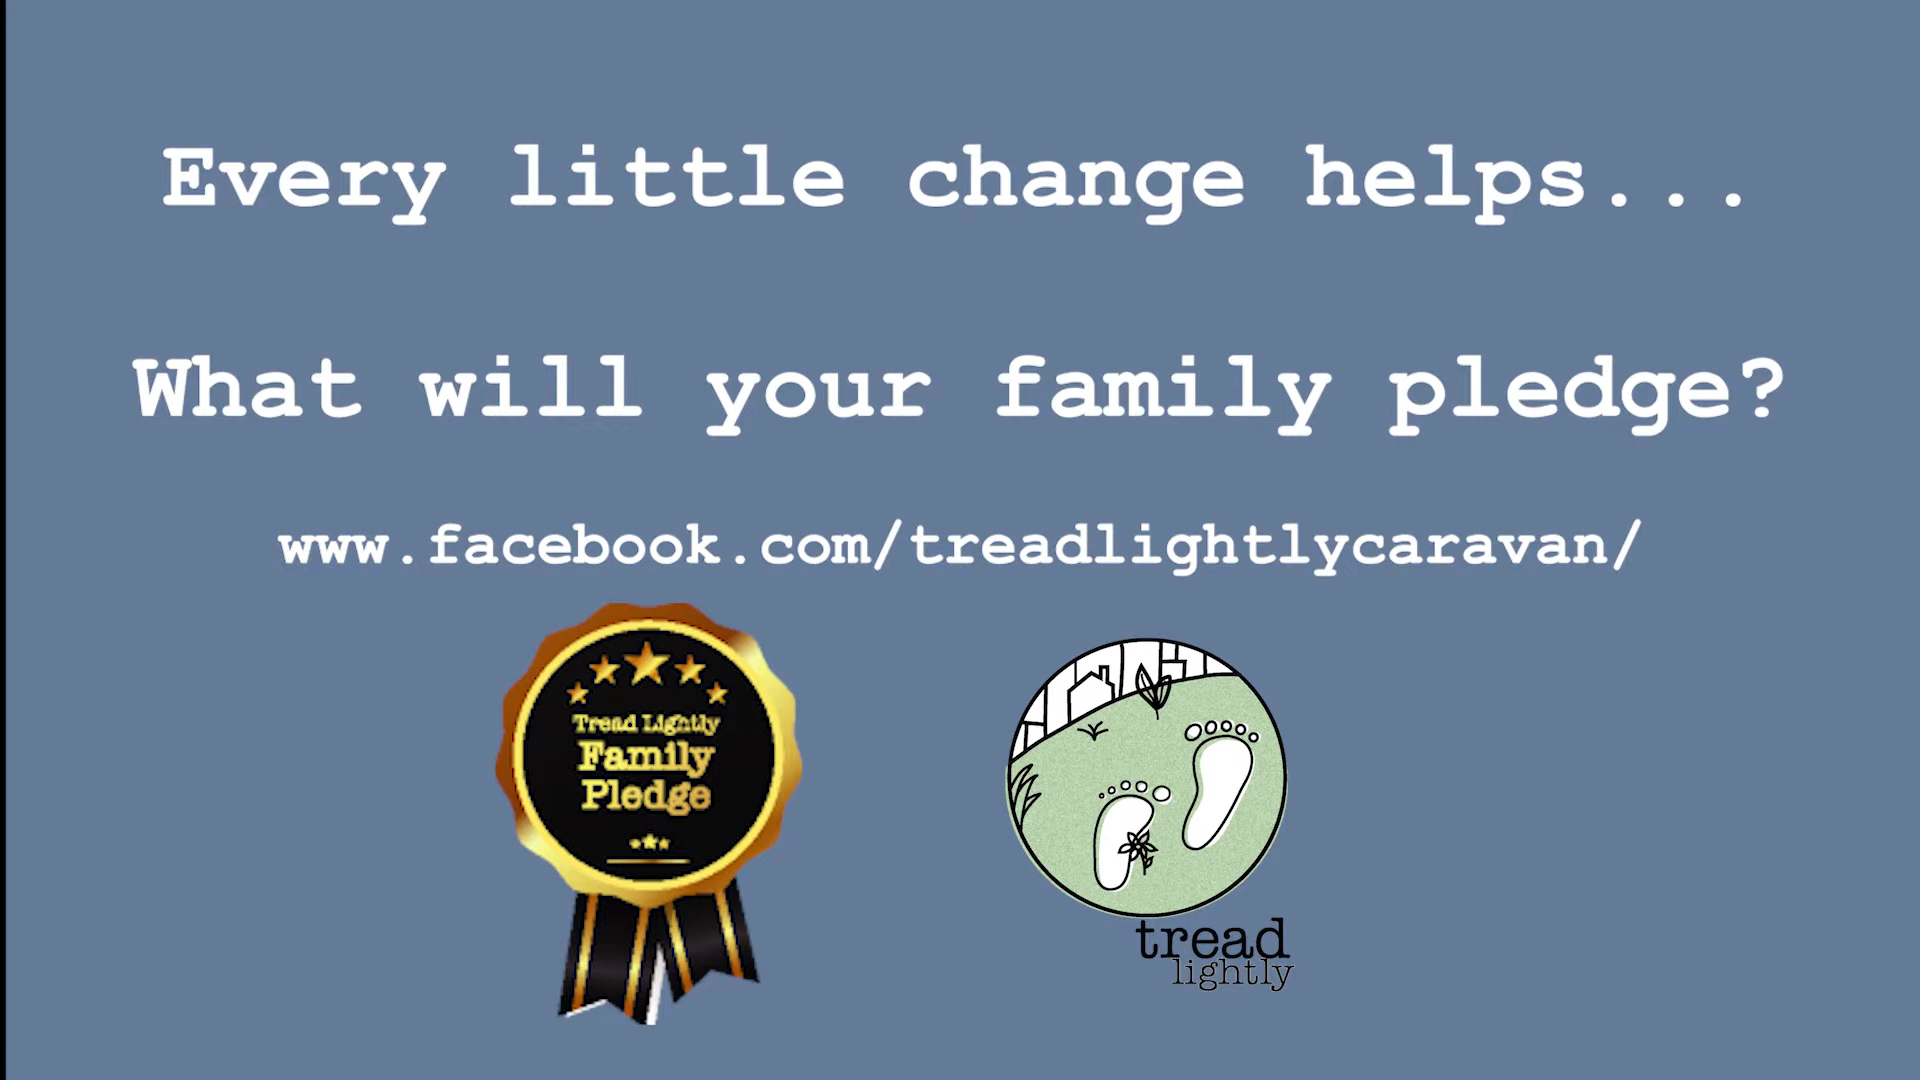 Every little change helps...
What will your family pledge?
www.facebook.com/treadlightlycaravan/
Tread Lightly
Family
Pledge
tread
lightly